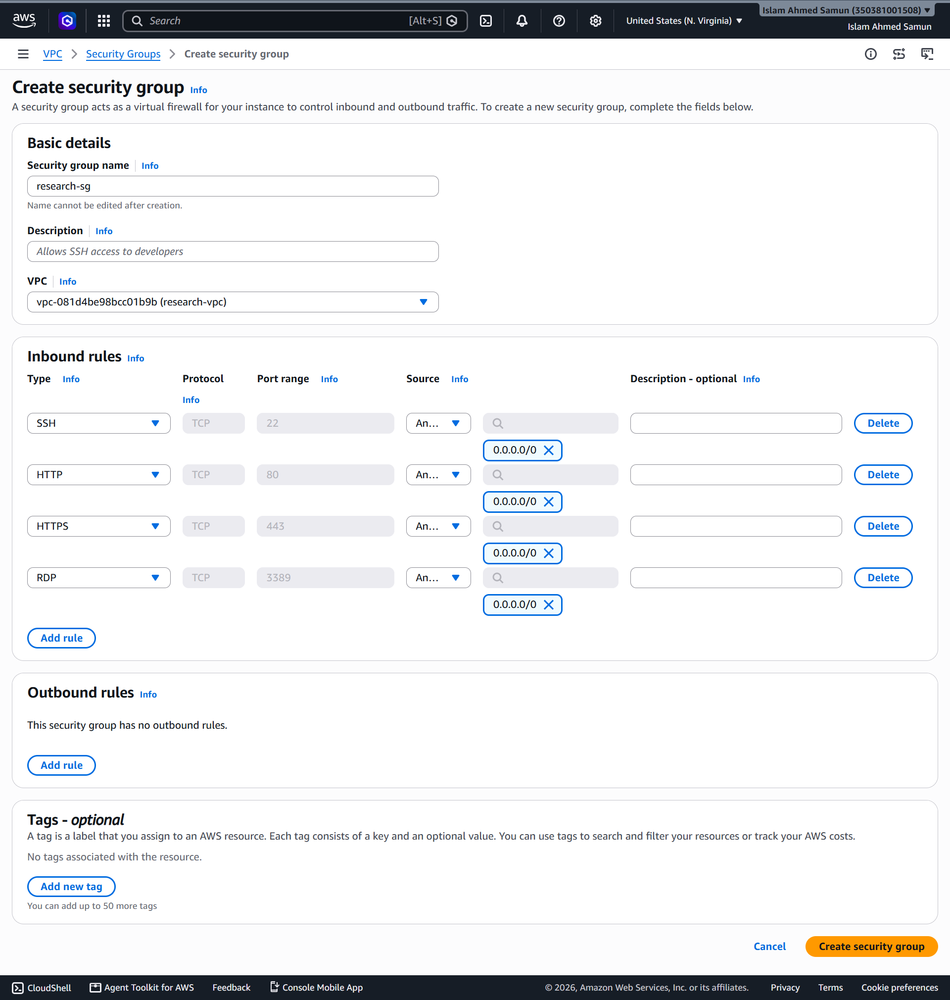 aws
Search [Alt+S]
United States (N. Virginia)
Islam Ahmed Samun (350381001508)
Islam Ahmed Samun
VPC
Security Groups
Create security group
Create security group Info
A security group acts as a virtual firewall for your instance to control inbound and outbound traffic. To create a new security group, complete the fields below.
Basic details
Security group name Info
research-sg
Name cannot be edited after creation.
Description Info
Allows SSH access to developers
VPC Info
vpc-081d4be98bcc01b9b (research-vpc)
Inbound rules Info
Type Info Protocol Info Port range Info Source Info Description - optional Info
SSH TCP 22 An... Delete
0.0.0.0/0
HTTP TCP 80 An... Delete
0.0.0.0/0
HTTPS TCP 443 An... Delete
0.0.0.0/0
RDP TCP 3389 An... Delete
0.0.0.0/0
Add rule
Outbound rules Info
This security group has no outbound rules.
Add rule
Tags - optional
A tag is a label that you assign to an AWS resource. Each tag consists of a key and an optional value. You can use tags to search and filter your resources or track your AWS costs.
No tags associated with the resource.
Add new tag
You can add up to 50 more tags
Cancel Create security group
CloudShell Agent Toolkit for AWS Feedback Console Mobile App © 2026, Amazon Web Services, Inc. or its affiliates. Privacy Terms Cookie preferences